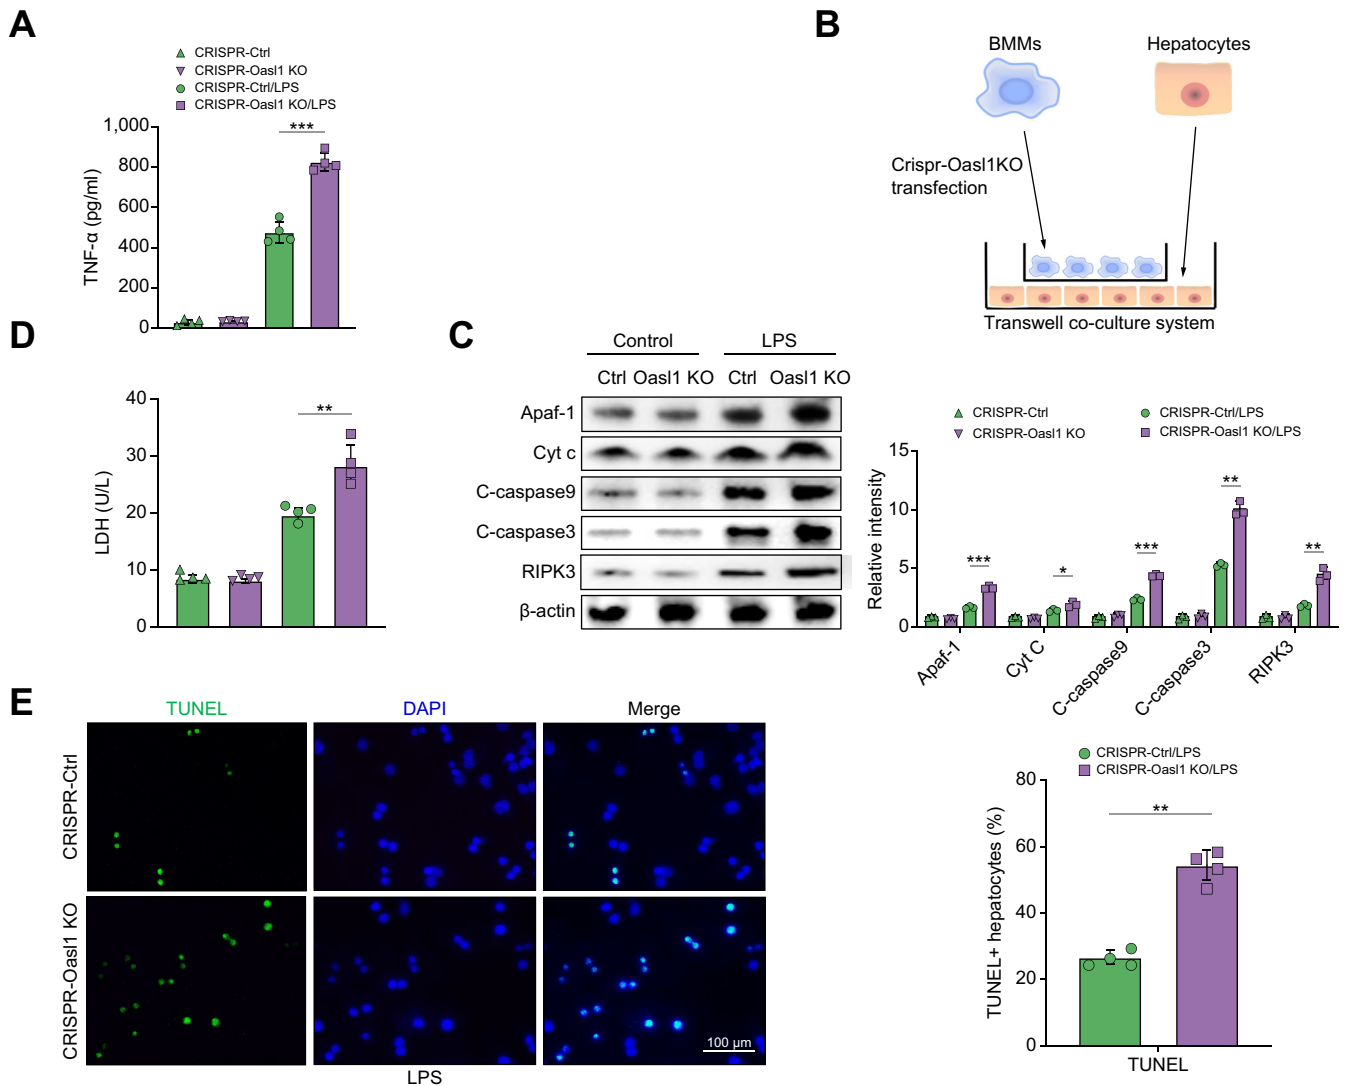 A
CRISPR-Ctrl
CRISPR-Oasl1 KO
CRISPR-Ctrl/LPS
CRISPR-Oasl1 KO/LPS
***
TNF-α (pg/ml)
1,000
800
600
400
200
0
B
BMMs
Hepatocytes
Crispr-Oasl1KO
transfection
Transwell co-culture system
D
**
LDH (U/L)
40
30
20
10
0
C
Control
LPS
Ctrl
Oasl1 KO
Ctrl
Oasl1 KO
Apaf-1
Cyt c
C-caspase9
C-caspase3
RIPK3
β-actin
CRISPR-Ctrl
CRISPR-Oasl1 KO
CRISPR-Ctrl/LPS
CRISPR-Oasl1 KO/LPS
Relative intensity
15
10
5
0
***
*
***
**
**
Apaf-1
Cyt C
C-caspase9
C-caspase3
RIPK3
E
TUNEL
DAPI
Merge
CRISPR-Ctrl
CRISPR-Oasl1 KO
100 µm
LPS
CRISPR-Ctrl/LPS
CRISPR-Oasl1 KO/LPS
TUNEL+ hepatocytes (%)
80
60
40
20
0
**
TUNEL